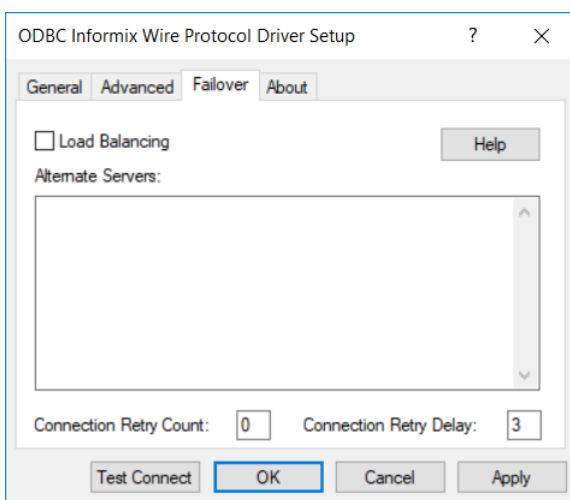 ODBC Informix Wire Protocol Driver Setup ?
General Advanced Failover About
Load Balancing Help
Alternate Servers:
Connection Retry Count: 0 Connection Retry Delay: 3
Test Connect OK Cancel Apply